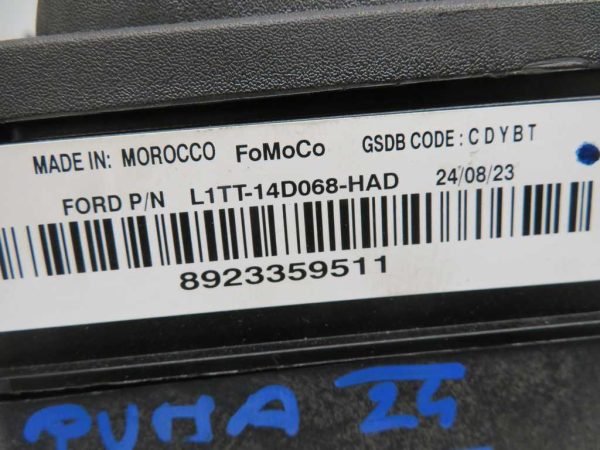 MADE IN: MOROCCO FoMoCo GSDB CODE : C D Y B T
FORD P/N L1TT-14D068-HAD 24/08/23
8923359511
PUMA 24